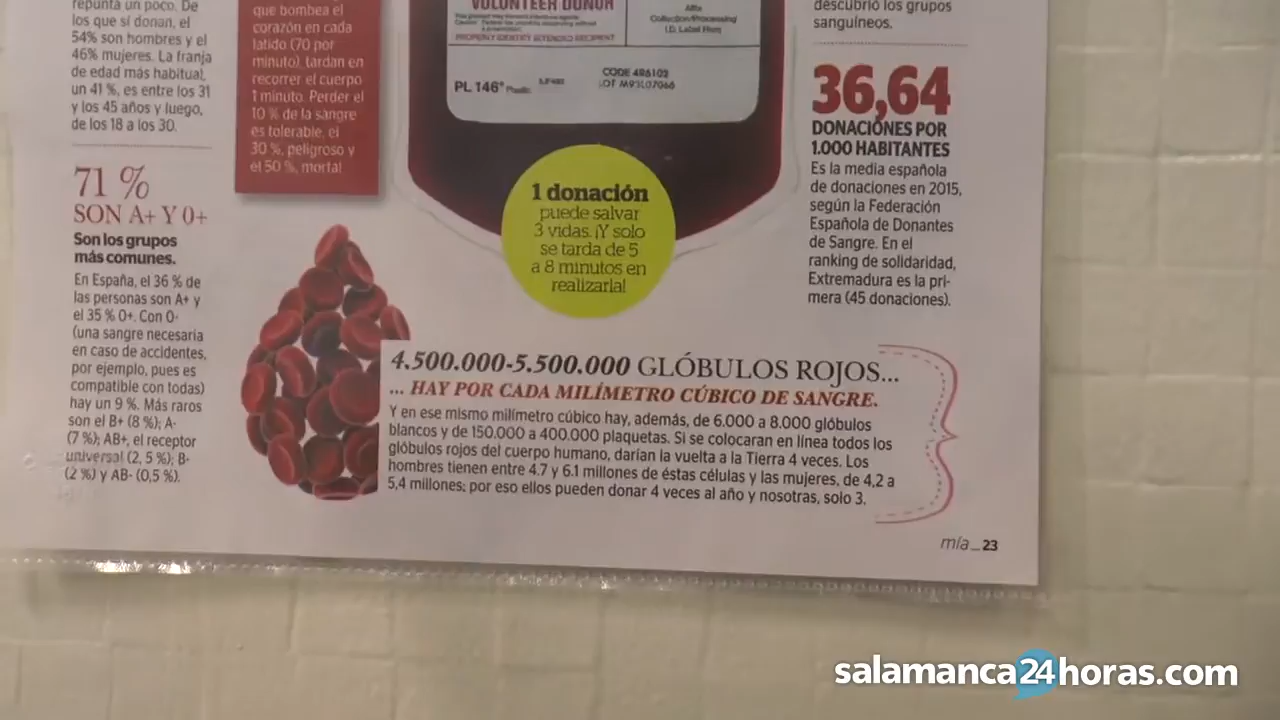 repunta un poco. De
los que sí donan, el
54% son hombres y el
46% mujeres. La franja
de edad más habitual,
un 41 %, es entre los 31
y los 45 años y luego,
de los 18 a los 30.
71 %
SON A+ Y 0+
Son los grupos
más comunes.
En España, el 36 % de
las personas son A+ y
el 35 % 0+. Con 0-
(una sangre necesaria
en caso de accidentes,
por ejemplo, pues es
compatible con todas)
hay un 9 %. Más raros
son el B+ (8 %); A-
(7 %); AB+, el receptor
universal (2, 5 %); B-
(2 %) y AB- (0,5 %).
que bombea el
corazón en cada
latido (70 por
minuto), tardan en
recorrer el cuerpo
1 minuto. Perder el
10 % de la sangre
es tolerable, el
30 %, peligroso y
el 50 %, mortal
VOLUNTEER DONOR
PROPERLY IDENTIFY INTENDED RECIPIENT
Collection/Processing
I.D. Label Here
PL 146® Plastic
CODE 4R6102
LOT M93L07066
1 donación
puede salvar
3 vidas. ¡Y solo
se tarda de 5
a 8 minutos en
realizarla!
descubrió los grupos
sanguíneos.
36,64
DONACIONES POR
1.000 HABITANTES
Es la media española
de donaciones en 2015,
según la Federación
Española de Donantes
de Sangre. En el
ranking de solidaridad,
Extremadura es la pri-
mera (45 donaciones).
4.500.000-5.500.000 GLÓBULOS ROJOS...
... HAY POR CADA MILÍMETRO CÚBICO DE SANGRE.
Y en ese mismo milímetro cúbico hay, además, de 6.000 a 8.000 glóbulos
blancos y de 150.000 a 400.000 plaquetas. Si se colocaran en línea todos los
glóbulos rojos del cuerpo humano, darían la vuelta a la Tierra 4 veces. Los
hombres tienen entre 4.7 y 6.1 millones de éstas células y las mujeres, de 4,2 a
5,4 millones; por eso ellos pueden donar 4 veces al año y nosotras, solo 3.
mía_23
salamanca24horas.com